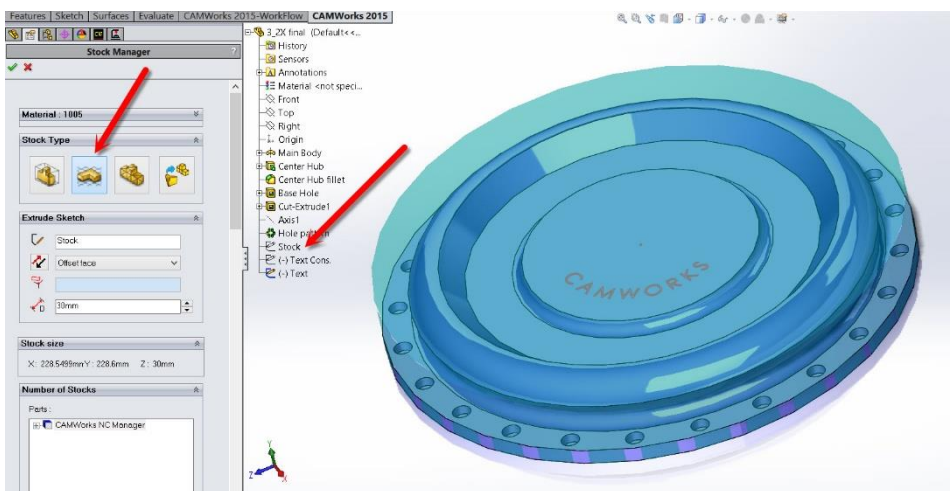 Features Sketch Surfaces Evaluate CAMWorks 2015-WorkFlow CAMWorks 2015
Stock Manager ?
Material : 1005
Stock Type
Extrude Sketch
Stock
Offset face
30mm
Stock size
X: 228.5499mm Y: 228.6mm Z: 30mm
Number of Stocks
Parts :
CAMWorks NC Manager
3_2X final (Default<<...
History
Sensors
Annotations
Material <not speci...
Front
Top
Right
Origin
Main Body
Center Hub
Center Hub fillet
Base Hole
Cut-Extrude1
Axis1
Hole pattern
Stock
(-) Text Cons.
(-) Text
CAMWORKS
Y
Z
X